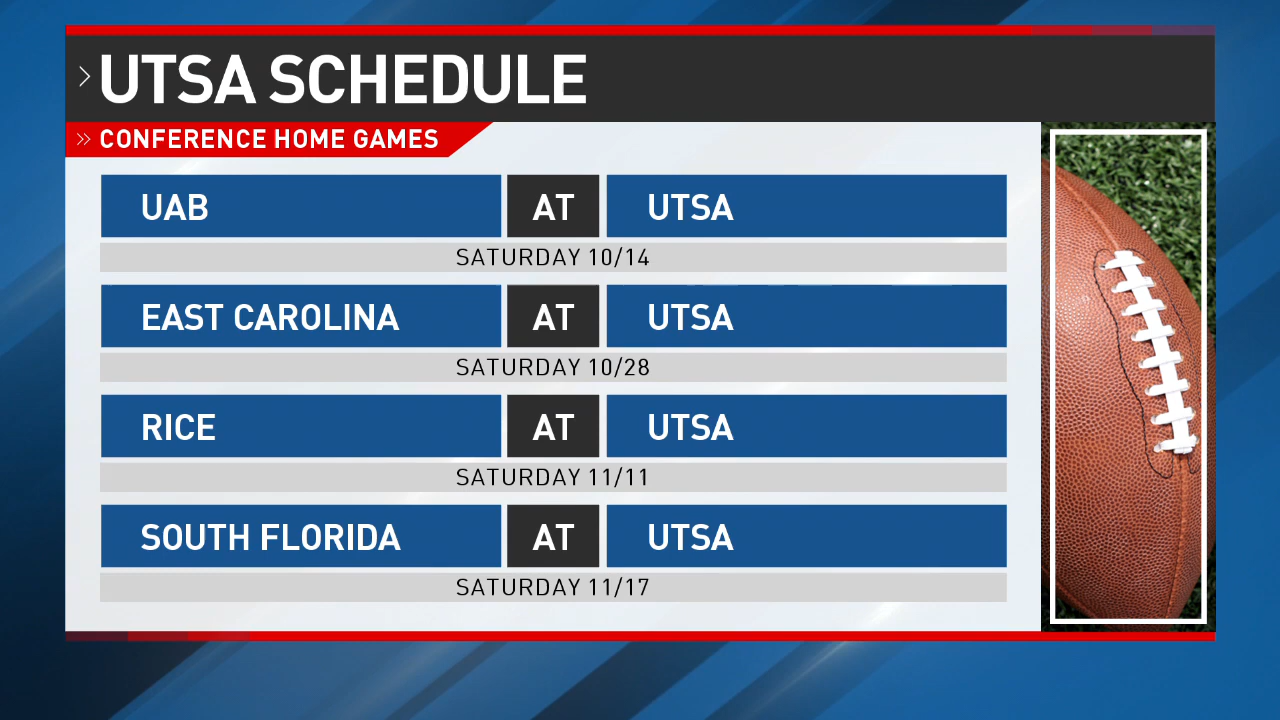 UTSA SCHEDULE
CONFERENCE HOME GAMES
UAB AT UTSA
SATURDAY 10/14
EAST CAROLINA AT UTSA
SATURDAY 10/28
RICE AT UTSA
SATURDAY 11/11
SOUTH FLORIDA AT UTSA
SATURDAY 11/17